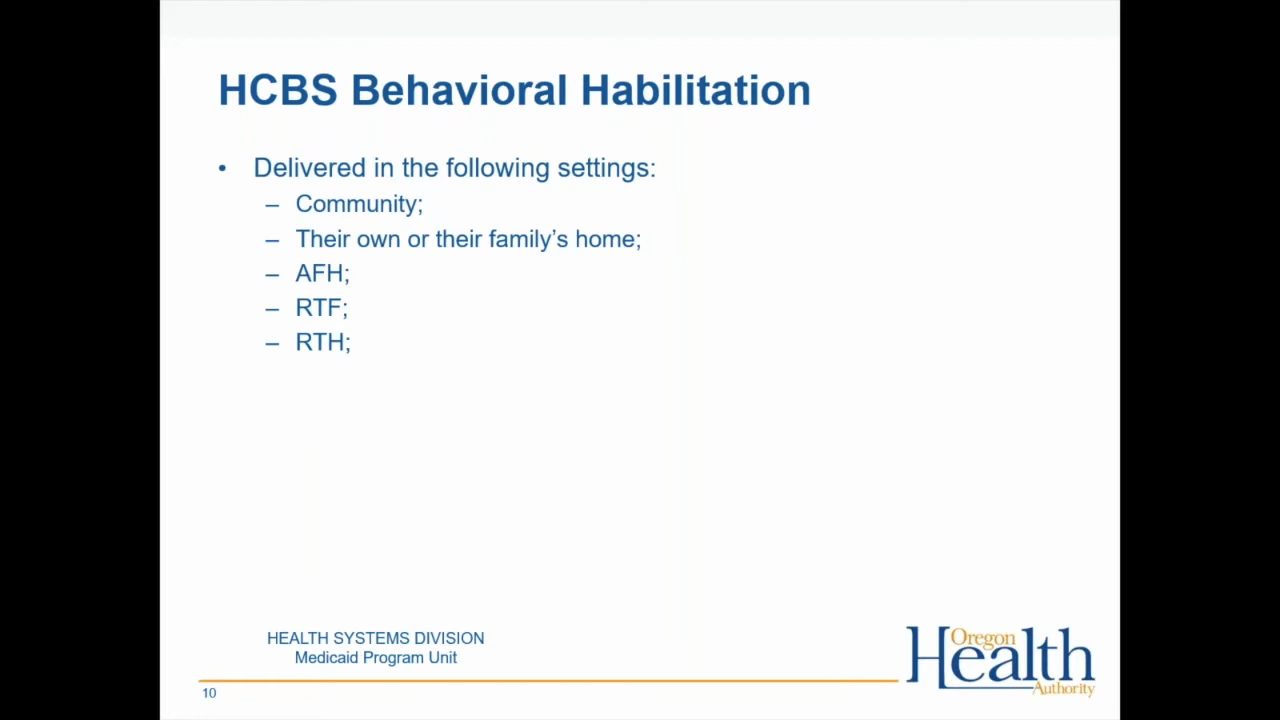 HCBS Behavioral Habilitation
• Delivered in the following settings:
– Community;
– Their own or their family’s home;
– AFH;
– RTF;
– RTH;
HEALTH SYSTEMS DIVISION
Medicaid Program Unit
10
Oregon
Health
Authority